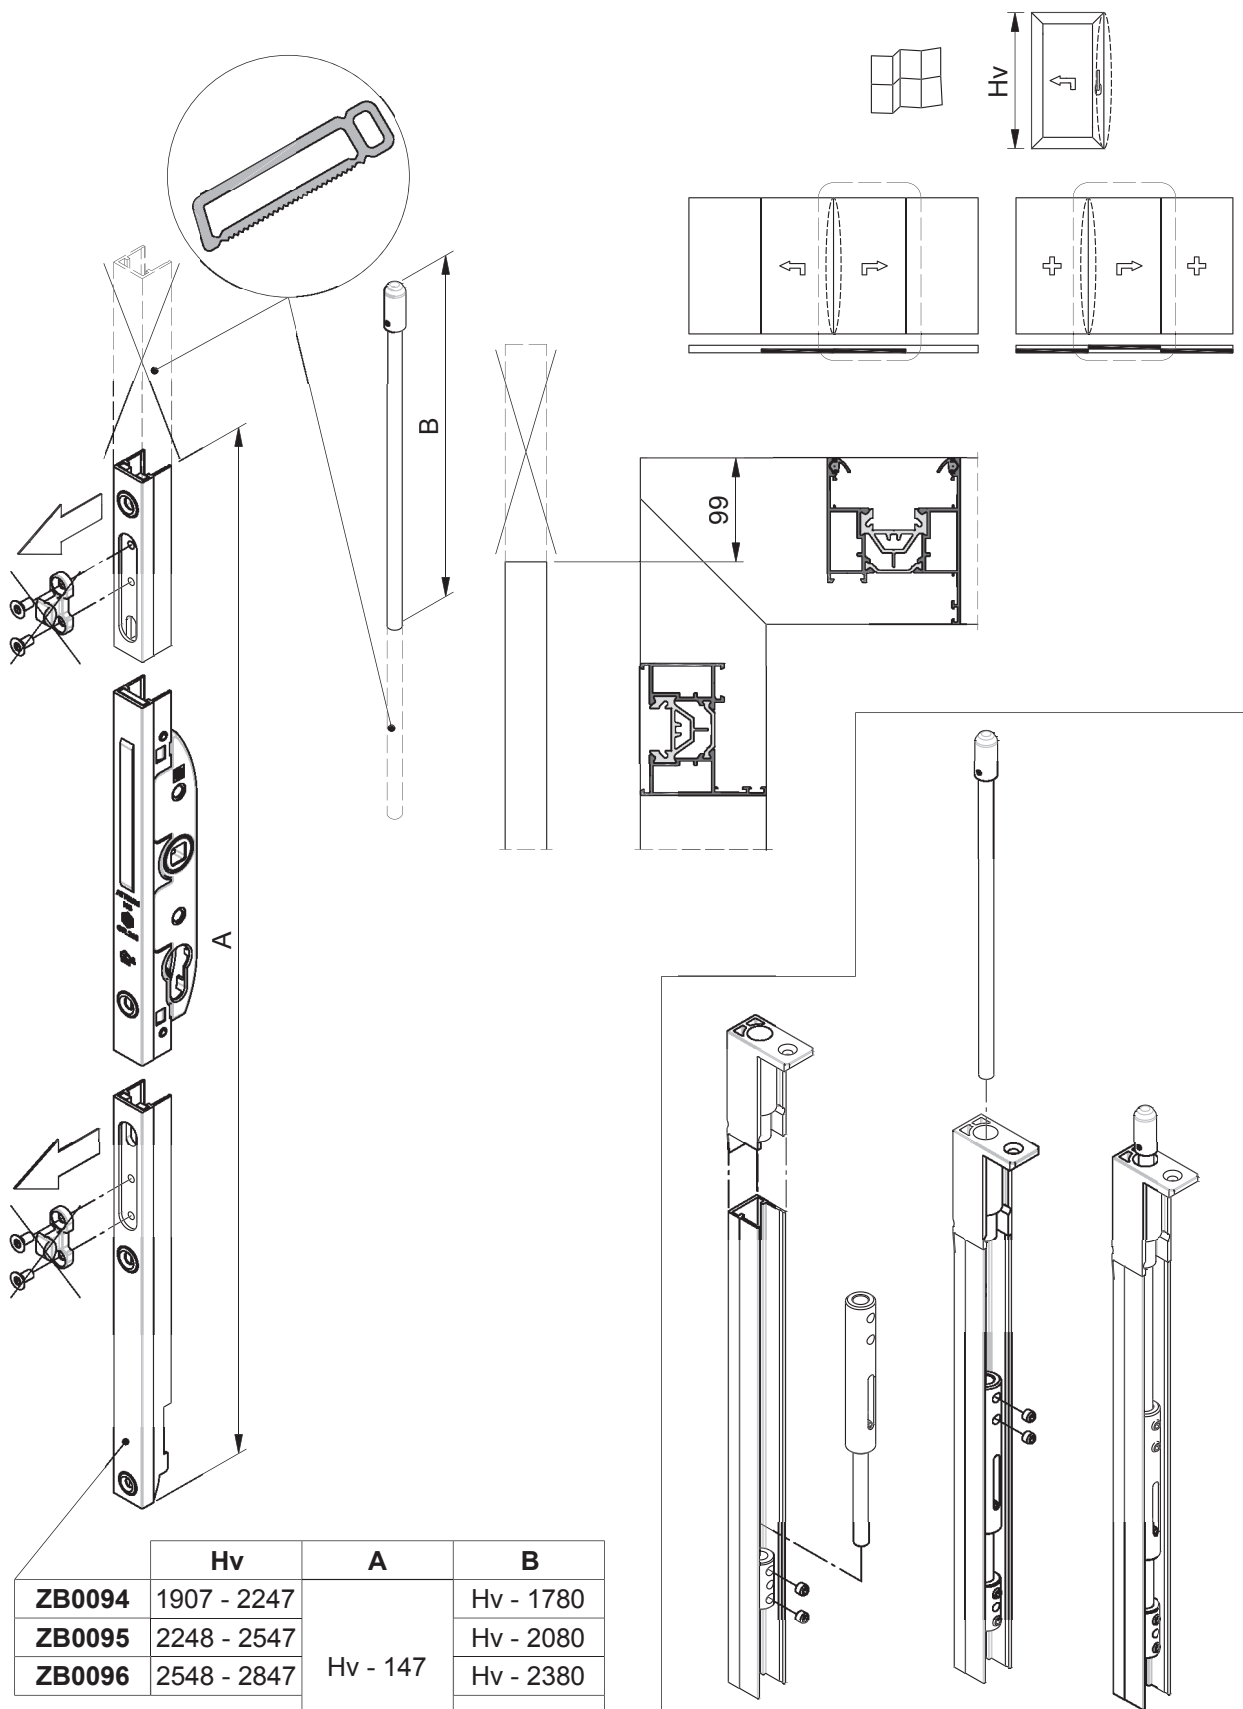 Hv
B
99
A
Hv A B
ZB0094 1907 - 2247 Hv - 1780
ZB0095 2248 - 2547 Hv - 2080
Hv - 147
ZB0096 2548 - 2847 Hv - 2380